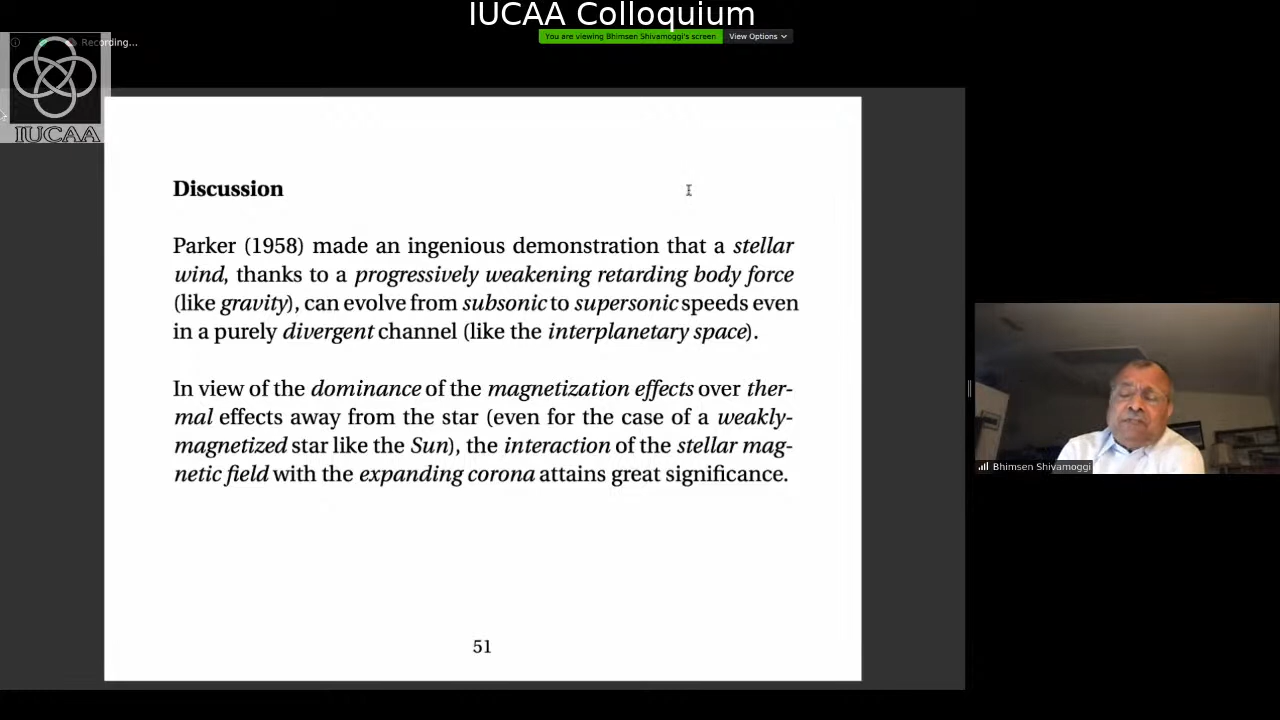 IUCAA Colloquium
You are viewing Bhimsen Shivamoggi's screen
View Options
Recording...
IUCAA
Discussion
Parker (1958) made an ingenious demonstration that a stellar
wind, thanks to a progressively weakening retarding body force
(like gravity), can evolve from subsonic to supersonic speeds even
in a purely divergent channel (like the interplanetary space).
In view of the dominance of the magnetization effects over ther-
mal effects away from the star (even for the case of a weakly-
magnetized star like the Sun), the interaction of the stellar mag-
netic field with the expanding corona attains great significance.
51
Bhimsen Shivamoggi